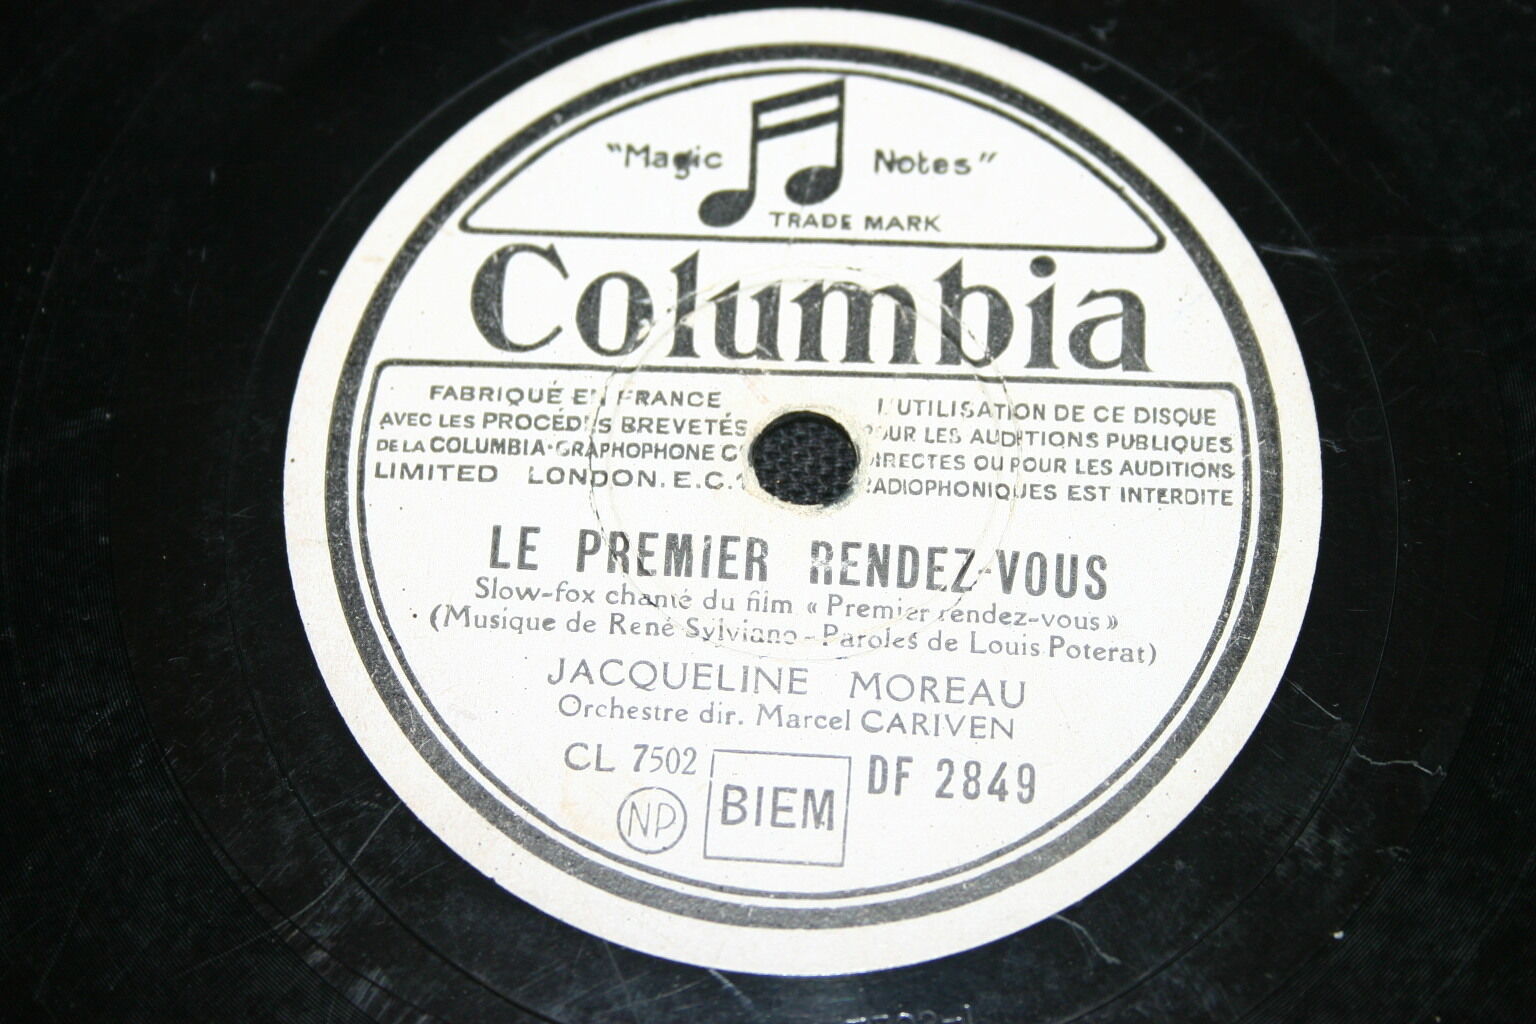 "Magic Notes"
TRADE MARK
Columbia
FABRIQUÉ EN FRANCE
AVEC LES PROCÉDÉS BREVETÉS
DE LA COLUMBIA-GRAPHOPHONE
LIMITED LONDON. E.C.1
L'UTILISATION DE CE DISQUE
POUR LES AUDITIONS PUBLIQUES
DIRECTES OU POUR LES AUDITIONS
RADIOPHONIQUES EST INTERDITE
LE PREMIER RENDEZ-VOUS
Slow-fox chanté du film « Premier rendez-vous »
(Musique de René Sylviano - Paroles de Louis Poterat)
JACQUELINE MOREAU
Orchestre dir. Marcel CARIVEN
CL 7502
BIEM
DF 2849
NP